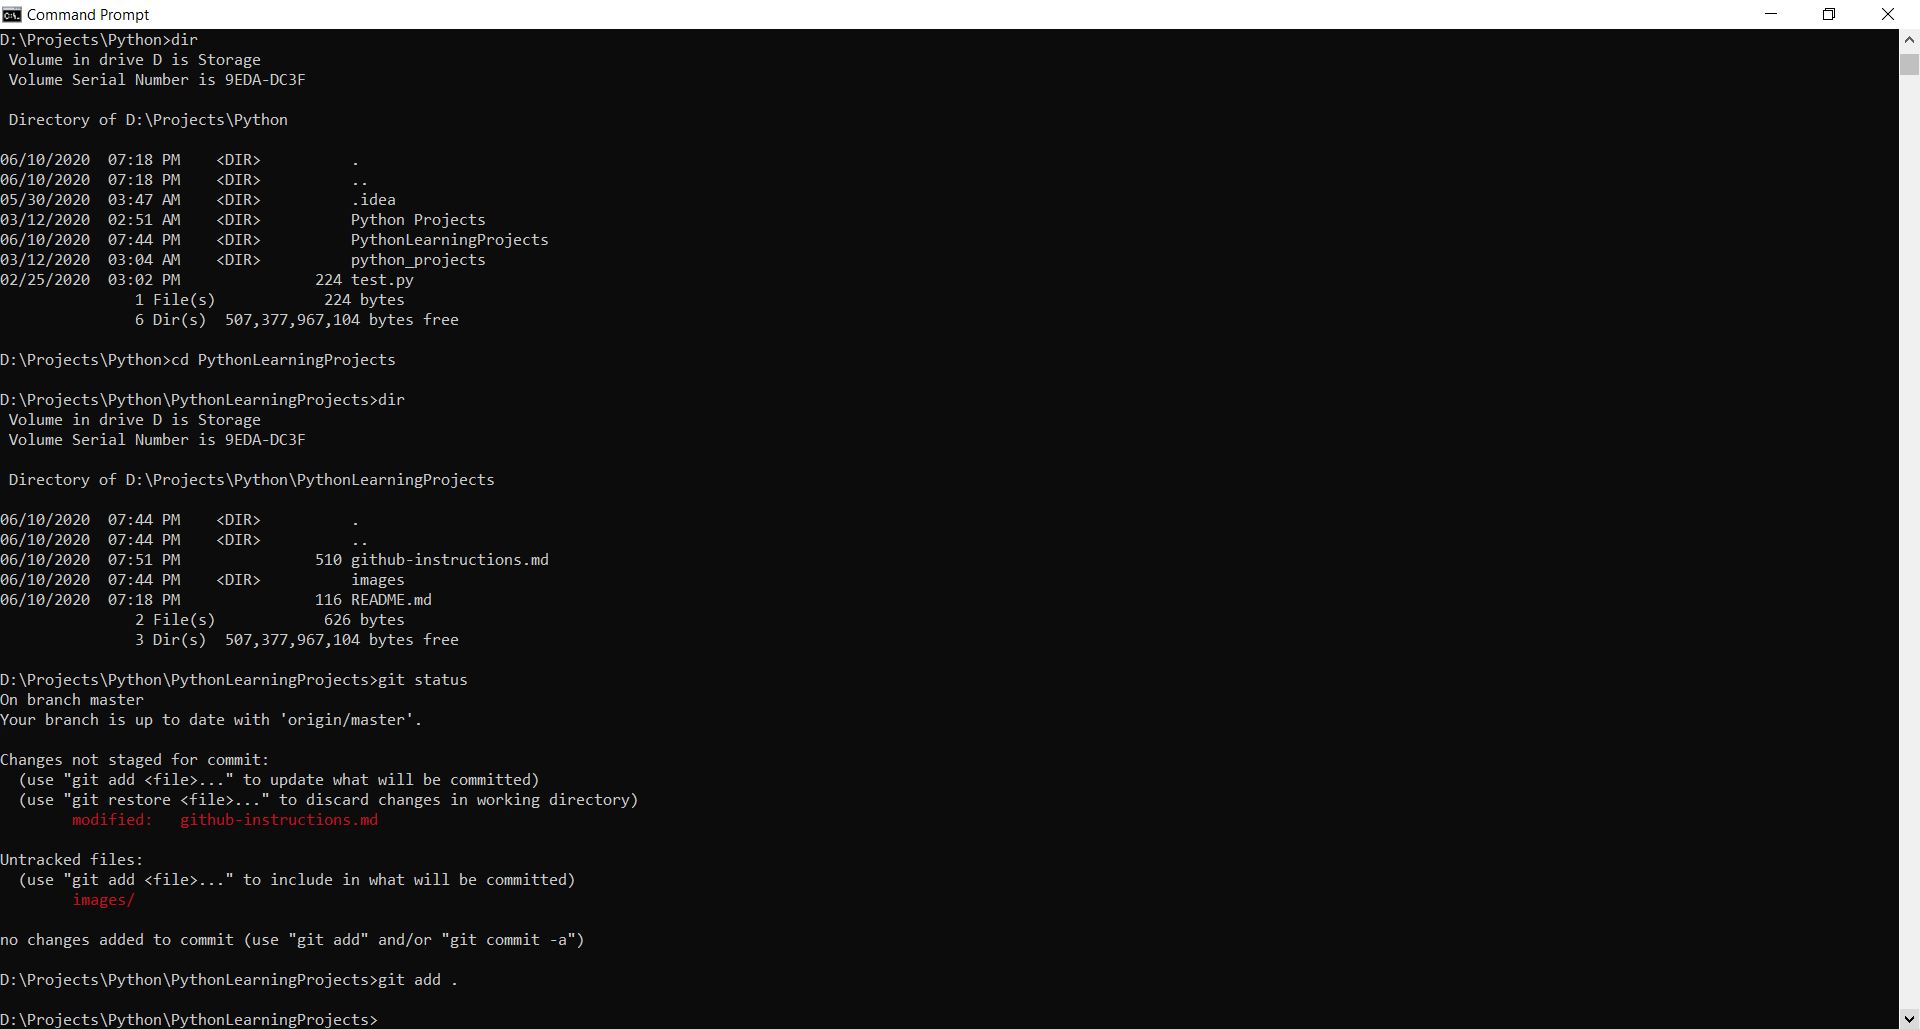 Command Prompt
D:\Projects\Python>dir
 Volume in drive D is Storage
 Volume Serial Number is 9EDA-DC3F

 Directory of D:\Projects\Python

06/10/2020  07:18 PM    <DIR>          .
06/10/2020  07:18 PM    <DIR>          ..
05/30/2020  03:47 AM    <DIR>          .idea
03/12/2020  02:51 AM    <DIR>          Python Projects
06/10/2020  07:44 PM    <DIR>          PythonLearningProjects
03/12/2020  03:04 AM    <DIR>          python_projects
02/25/2020  03:02 PM               224 test.py
               1 File(s)            224 bytes
               6 Dir(s)  507,377,967,104 bytes free

D:\Projects\Python>cd PythonLearningProjects

D:\Projects\Python\PythonLearningProjects>dir
 Volume in drive D is Storage
 Volume Serial Number is 9EDA-DC3F

 Directory of D:\Projects\Python\PythonLearningProjects

06/10/2020  07:44 PM    <DIR>          .
06/10/2020  07:44 PM    <DIR>          ..
06/10/2020  07:51 PM               510 github-instructions.md
06/10/2020  07:44 PM    <DIR>          images
06/10/2020  07:18 PM               116 README.md
               2 File(s)            626 bytes
               3 Dir(s)  507,377,967,104 bytes free

D:\Projects\Python\PythonLearningProjects>git status
On branch master
Your branch is up to date with 'origin/master'.

Changes not staged for commit:
  (use "git add <file>..." to update what will be committed)
  (use "git restore <file>..." to discard changes in working directory)
        modified:   github-instructions.md

Untracked files:
  (use "git add <file>..." to include in what will be committed)
        images/

no changes added to commit (use "git add" and/or "git commit -a")

D:\Projects\Python\PythonLearningProjects>git add .

D:\Projects\Python\PythonLearningProjects>